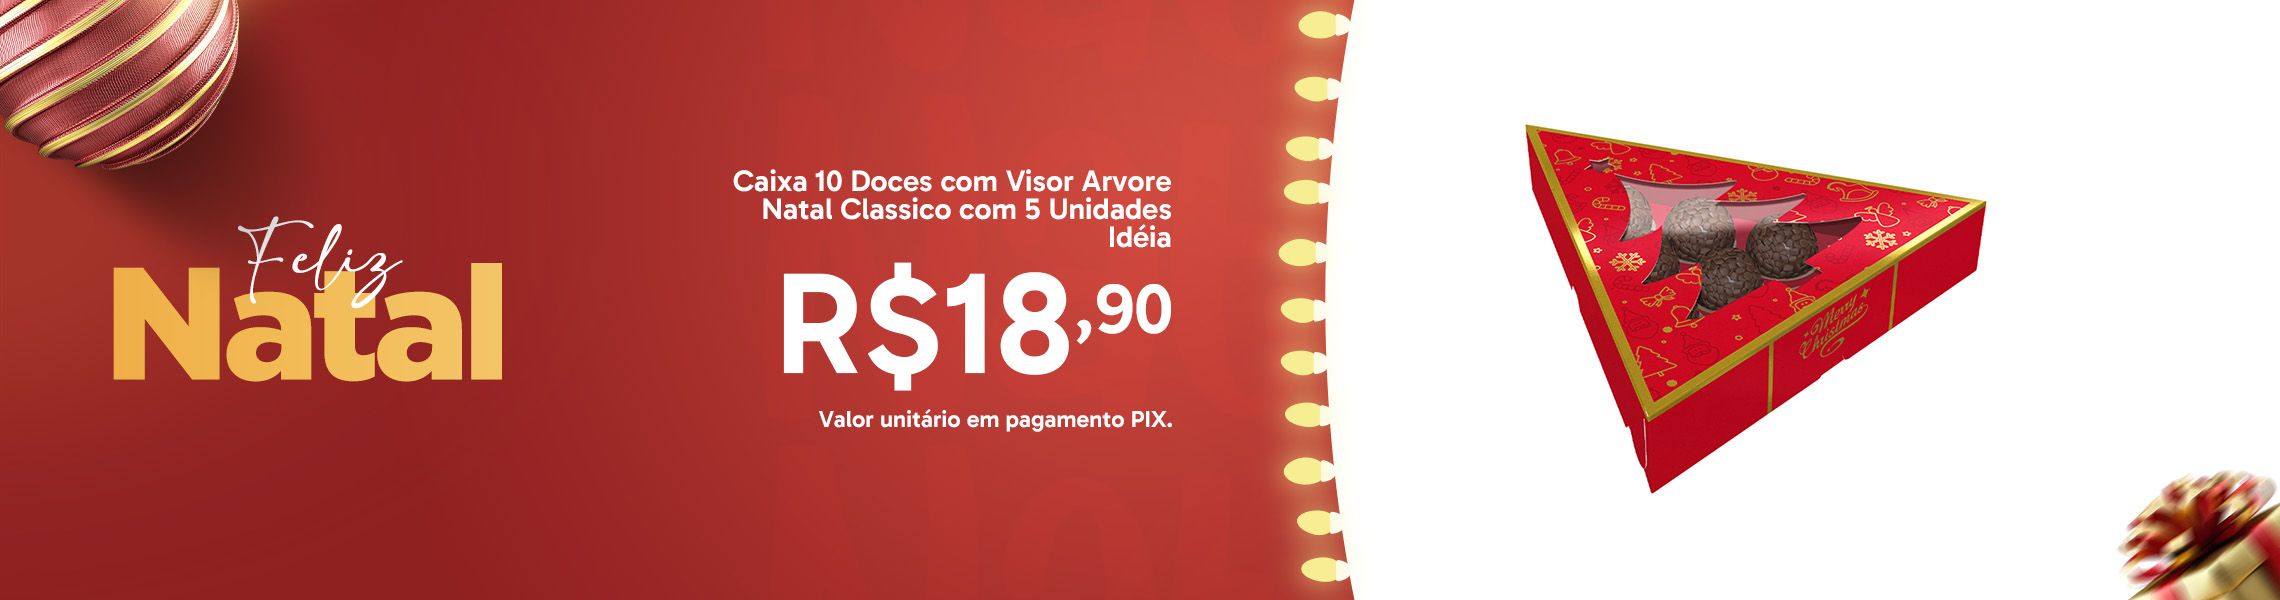 Feliz
Natal
Caixa 10 Doces com Visor Arvore
Natal Classico com 5 Unidades
Idéia
R$18,90
Valor unitário em pagamento PIX.
Merry
Christmas